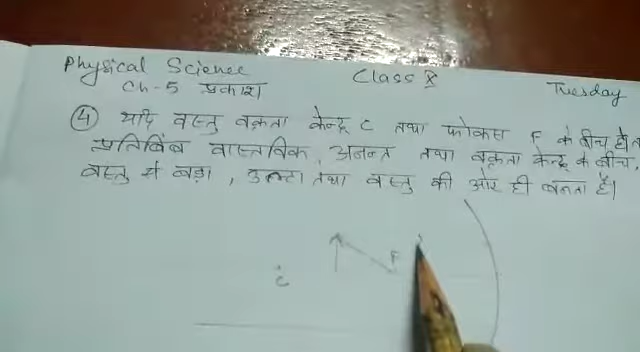 Physical Science Class X Tuesday
Ch-5 प्रकाश
④ यदि वस्तु वक्रता केन्द्र C तथा फोकस F के बीच हो त
प्रतिबिंब वास्तविक, अनन्त तथा वक्रता केन्द्र के बीच,
वस्तु से बड़ा, उल्टा तथा वस्तु की ओर ही बनता है।
F
C